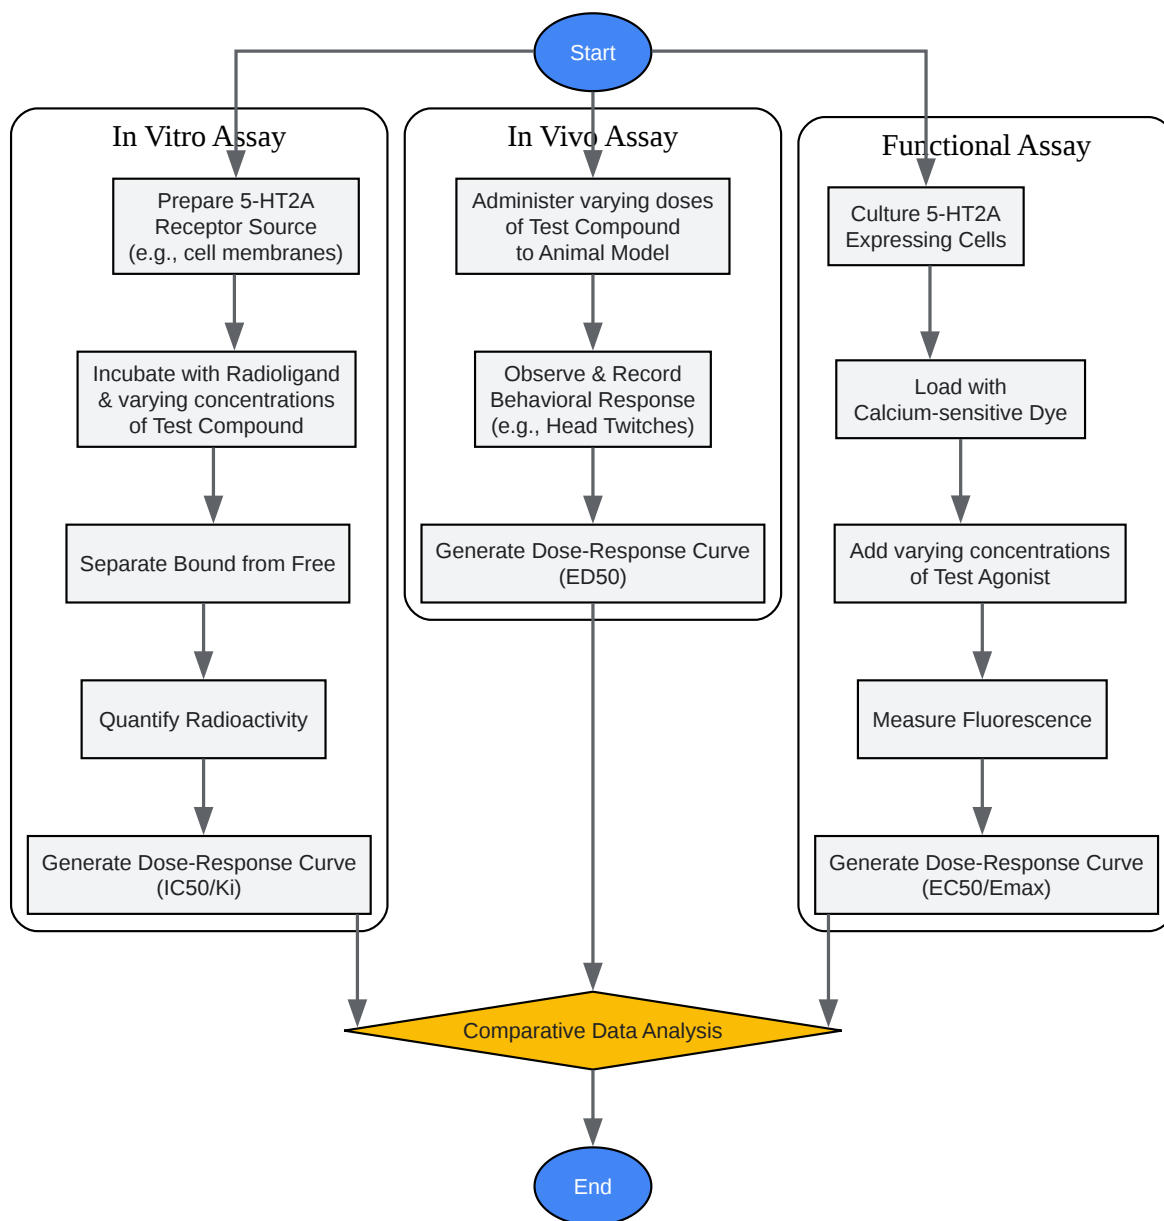 Start
In Vitro Assay
Prepare 5-HT2A
Receptor Source
(e.g., cell membranes)
Incubate with Radioligand
& varying concentrations
of Test Compound
Separate Bound from Free
Quantify Radioactivity
Generate Dose-Response Curve
(IC50/Ki)
In Vivo Assay
Administer varying doses
of Test Compound
to Animal Model
Observe & Record
Behavioral Response
(e.g., Head Twitches)
Generate Dose-Response Curve
(ED50)
Functional Assay
Culture 5-HT2A
Expressing Cells
Load with
Calcium-sensitive Dye
Add varying concentrations
of Test Agonist
Measure Fluorescence
Generate Dose-Response Curve
(EC50/Emax)
Comparative Data Analysis
End